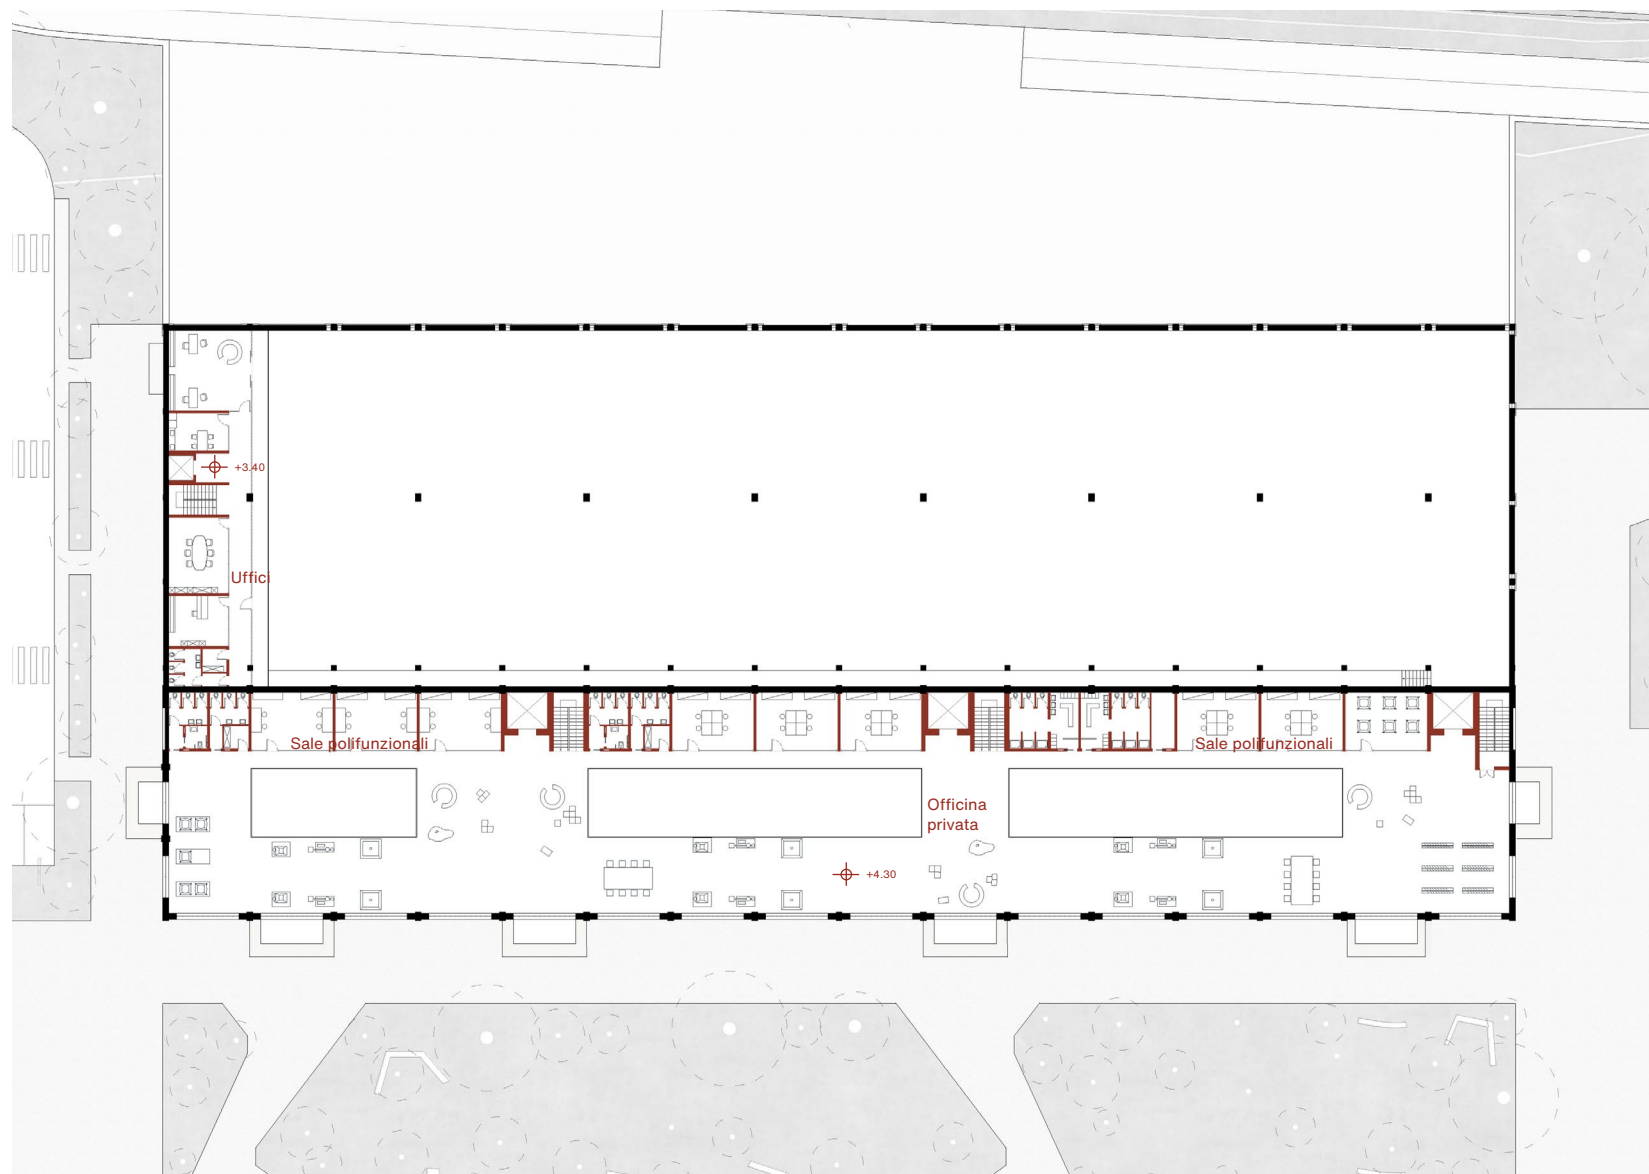 +3.40
Uffici
Sale polifunzionali
Sale polifunzionali
Officina
privata
+4.30